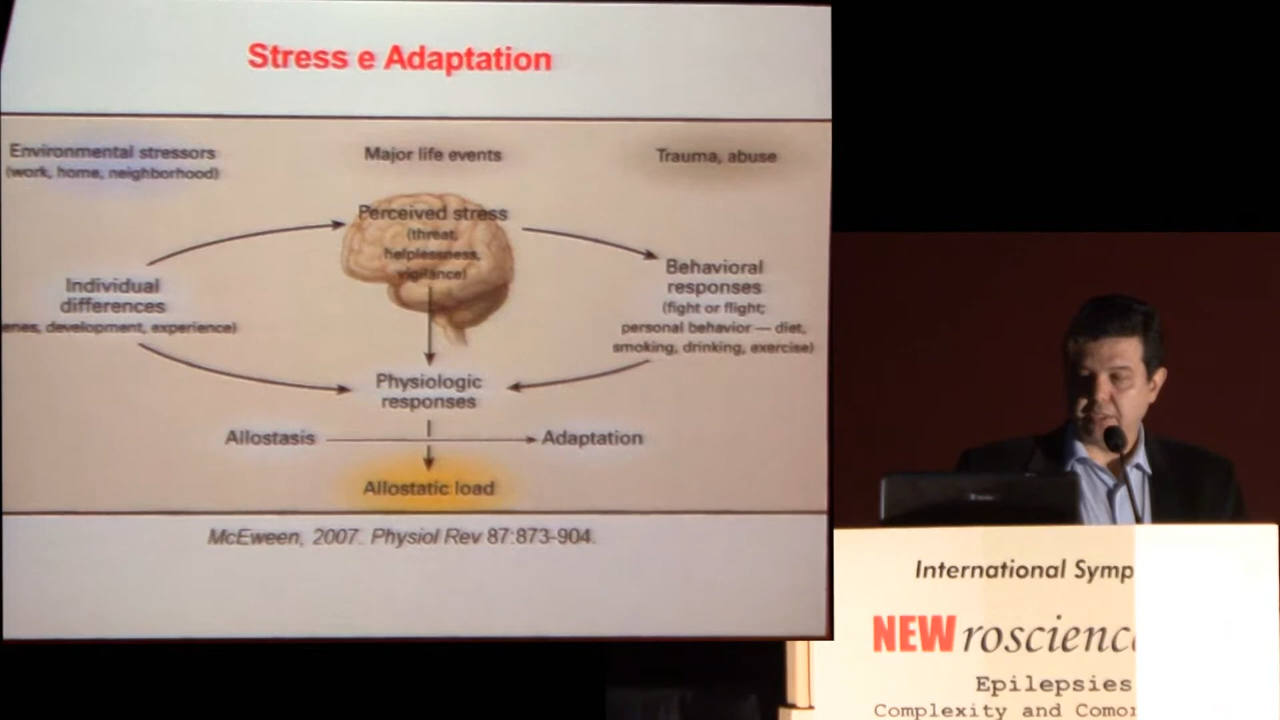 Stress e Adaptation
Environmental stressors
(work, home, neighborhood)
Major life events
Trauma, abuse
Perceived stress
(threat,
helplessness,
vigilance)
Individual
differences
enes, development, experience)
Behavioral
responses
(fight or flight;
personal behavior — diet,
smoking, drinking, exercise)
Physiologic
responses
Allostasis
Adaptation
Allostatic load
McEween, 2007. Physiol Rev 87:873-904.
International Symp
NEWroscienc
Epilepsies
Complexity and Comor